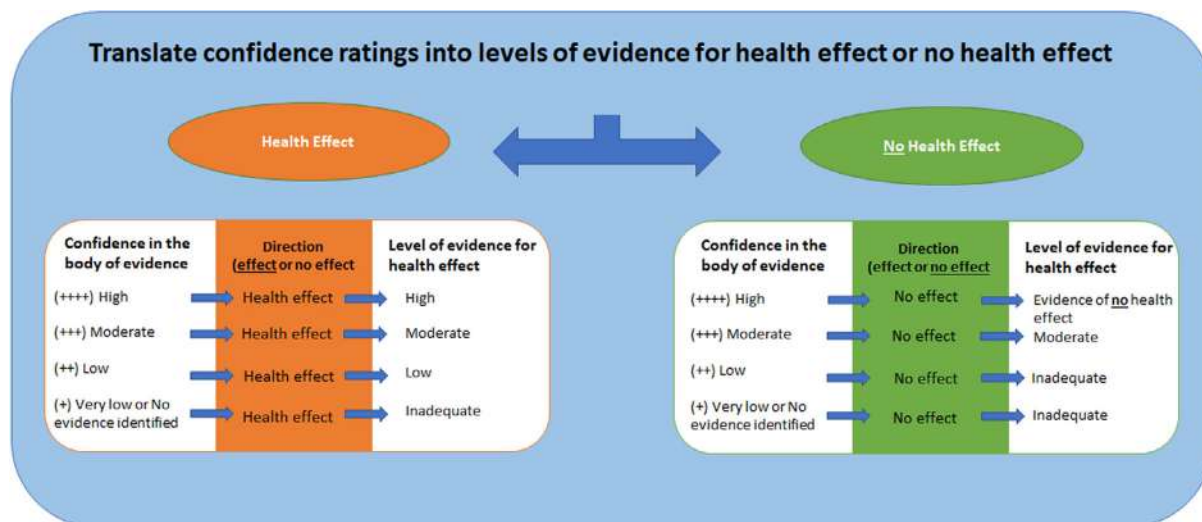 Translate confidence ratings into levels of evidence for health effect or no health effect
Health Effect
No Health Effect
Confidence in the
body of evidence
Direction
(effect or no effect
Level of evidence for
health effect
(++++) High
Health effect
High
(+++) Moderate
Health effect
Moderate
(++) Low
Health effect
Low
(+) Very low or No
evidence identified
Health effect
Inadequate
Confidence in the
body of evidence
Direction
(effect or no effect
Level of evidence for
health effect
(++++) High
No effect
Evidence of no health
effect
(+++) Moderate
No effect
Moderate
(++) Low
No effect
Inadequate
(+) Very low or No
evidence identified
No effect
Inadequate